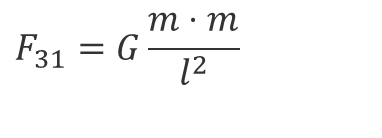 F₃₁ = G (m · m) / l²